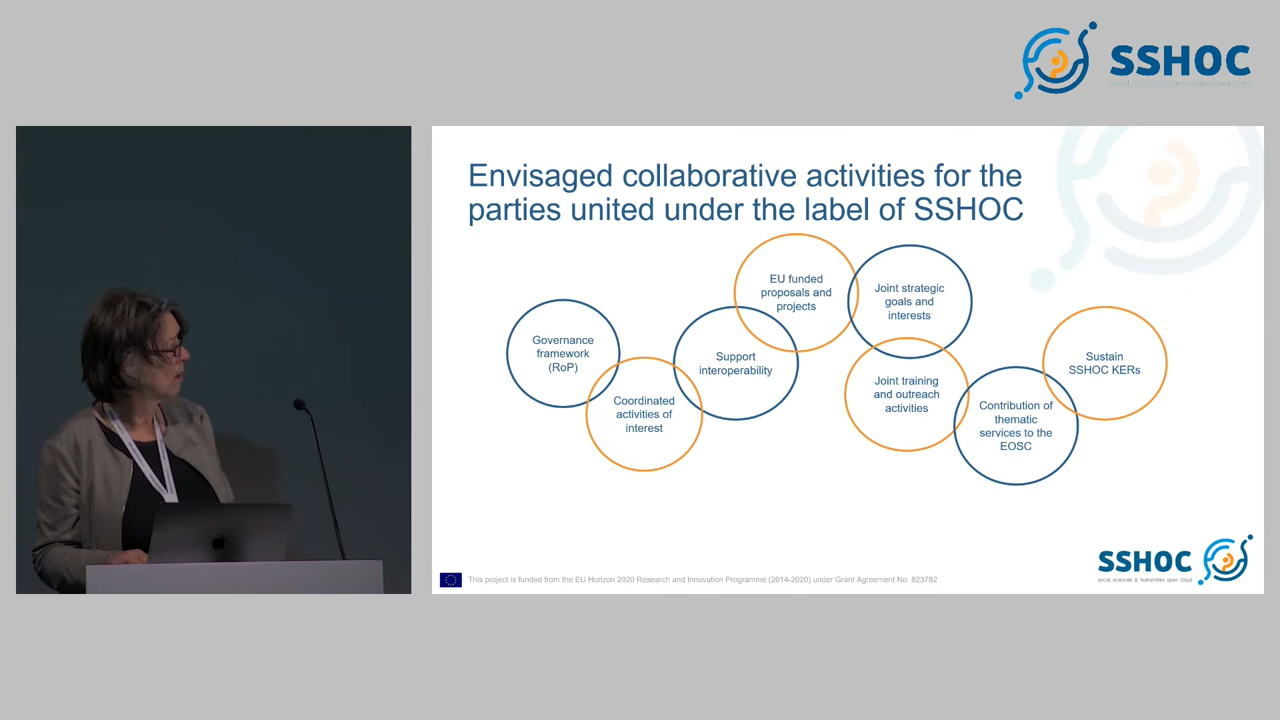 SSHOC
Envisaged collaborative activities for the
parties united under the label of SSHOC
Governance
framework
(RoP)
Coordinated
activities of
interest
Support
interoperability
EU funded
proposals and
projects
Joint strategic
goals and
interests
Joint training
and outreach
activities
Contribution of
thematic
services to the
EOSC
Sustain
SSHOC KERs
This project is funded from the EU Horizon 2020 Research and Innovation Programme (2014-2020) under Grant Agreement No. 823782
SSHOC
social sciences & humanities open cloud